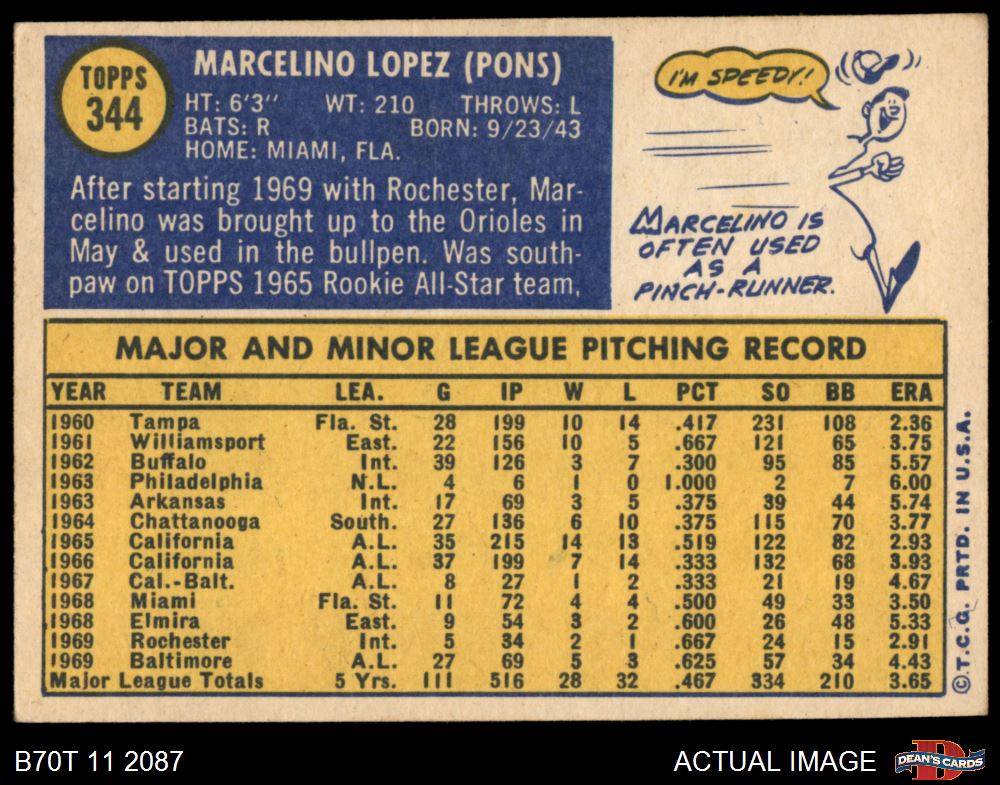 TOPPS
344
MARCELINO LOPEZ (PONS)
HT: 6'3" WT: 210 THROWS: L
BATS: R BORN: 9/23/43
HOME: MIAMI, FLA.
After starting 1969 with Rochester, Mar-
celino was brought up to the Orioles in
May & used in the bullpen. Was south-
paw on TOPPS 1965 Rookie All-Star team.
I'M SPEEDY!
MARCELINO IS
OFTEN USED
AS A
PINCH-RUNNER.
MAJOR AND MINOR LEAGUE PITCHING RECORD
YEAR TEAM LEA. G IP W L PCT SO BB ERA
1960 Tampa Fla. St. 28 199 10 14 .417 231 108 2.36
1961 Williamsport East. 22 156 10 5 .667 121 65 3.75
1962 Buffalo Int. 39 126 3 7 .300 95 85 5.57
1963 Philadelphia N.L. 4 6 1 0 1.000 2 7 6.00
1963 Arkansas Int. 17 69 3 5 .375 39 44 5.74
1964 Chattanooga South. 27 136 6 10 .375 115 70 3.77
1965 California A.L. 35 215 14 13 .519 122 82 2.93
1966 California A.L. 37 199 7 14 .333 132 68 3.93
1967 Cal.-Balt. A.L. 8 27 1 2 .333 21 19 4.67
1968 Miami Fla. St. 11 72 4 4 .500 49 33 3.50
1968 Elmira East. 9 54 3 2 .600 26 48 5.33
1969 Rochester Int. 5 34 2 1 .667 24 15 2.91
1969 Baltimore A.L. 27 69 5 3 .625 57 34 4.43
Major League Totals 5 Yrs. 111 516 28 32 .467 334 210 3.65
©T.C.G. PRTD. IN U.S.A.
B70T 11 2087 ACTUAL IMAGE
D
DEAN'S CARDS